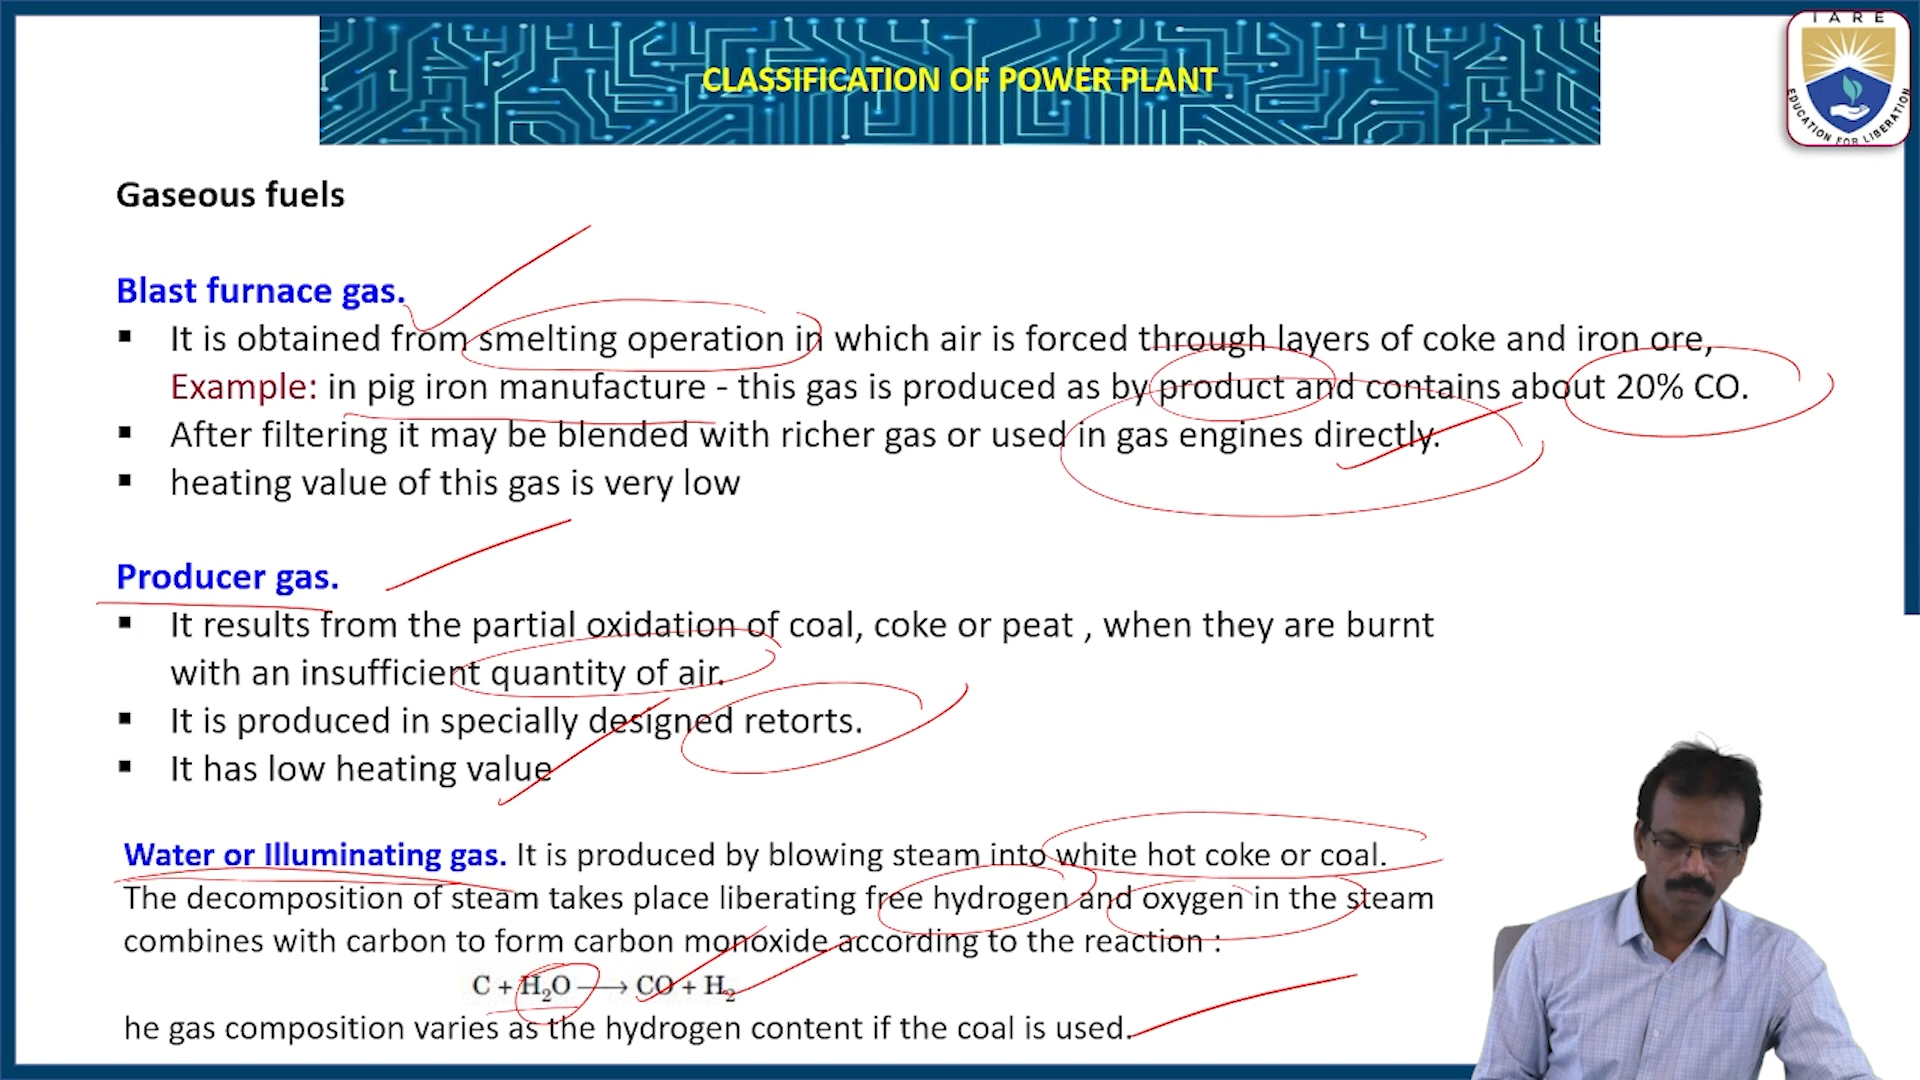 CLASSIFICATION OF POWER PLANT
IARE
EDUCATION FOR LIBERATION
Gaseous fuels
Blast furnace gas.
▪ It is obtained from smelting operation in which air is forced through layers of coke and iron ore,
Example: in pig iron manufacture - this gas is produced as by product and contains about 20% CO.
▪ After filtering it may be blended with richer gas or used in gas engines directly.
▪ heating value of this gas is very low
Producer gas.
▪ It results from the partial oxidation of coal, coke or peat , when they are burnt
with an insufficient quantity of air.
▪ It is produced in specially designed retorts.
▪ It has low heating value
Water or Illuminating gas. It is produced by blowing steam into white hot coke or coal.
The decomposition of steam takes place liberating free hydrogen and oxygen in the steam
combines with carbon to form carbon monoxide according to the reaction :
C + H₂O ⟶ CO + H₂
he gas composition varies as the hydrogen content if the coal is used.